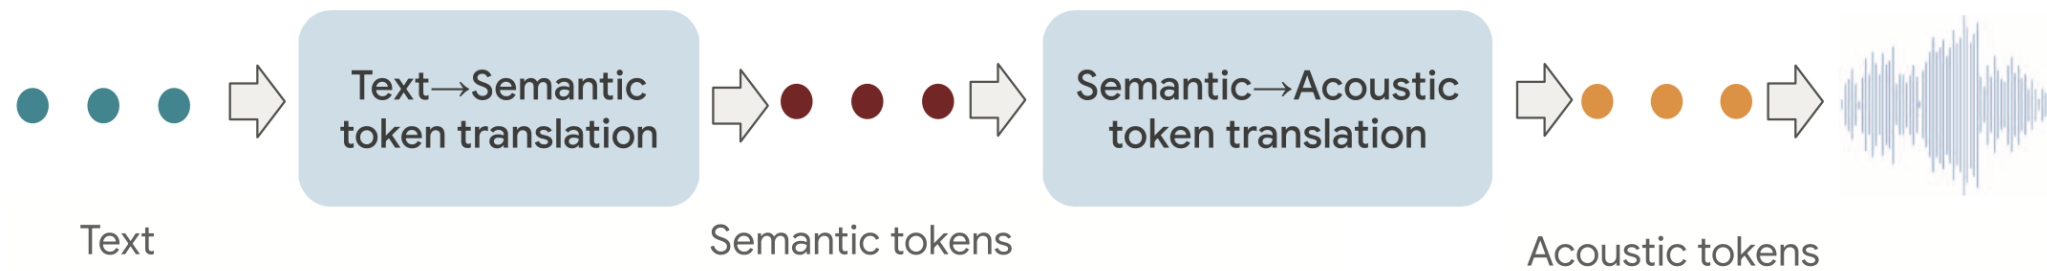 Text→Semantic
token translation
Semantic→Acoustic
token translation
Text
Semantic tokens
Acoustic tokens